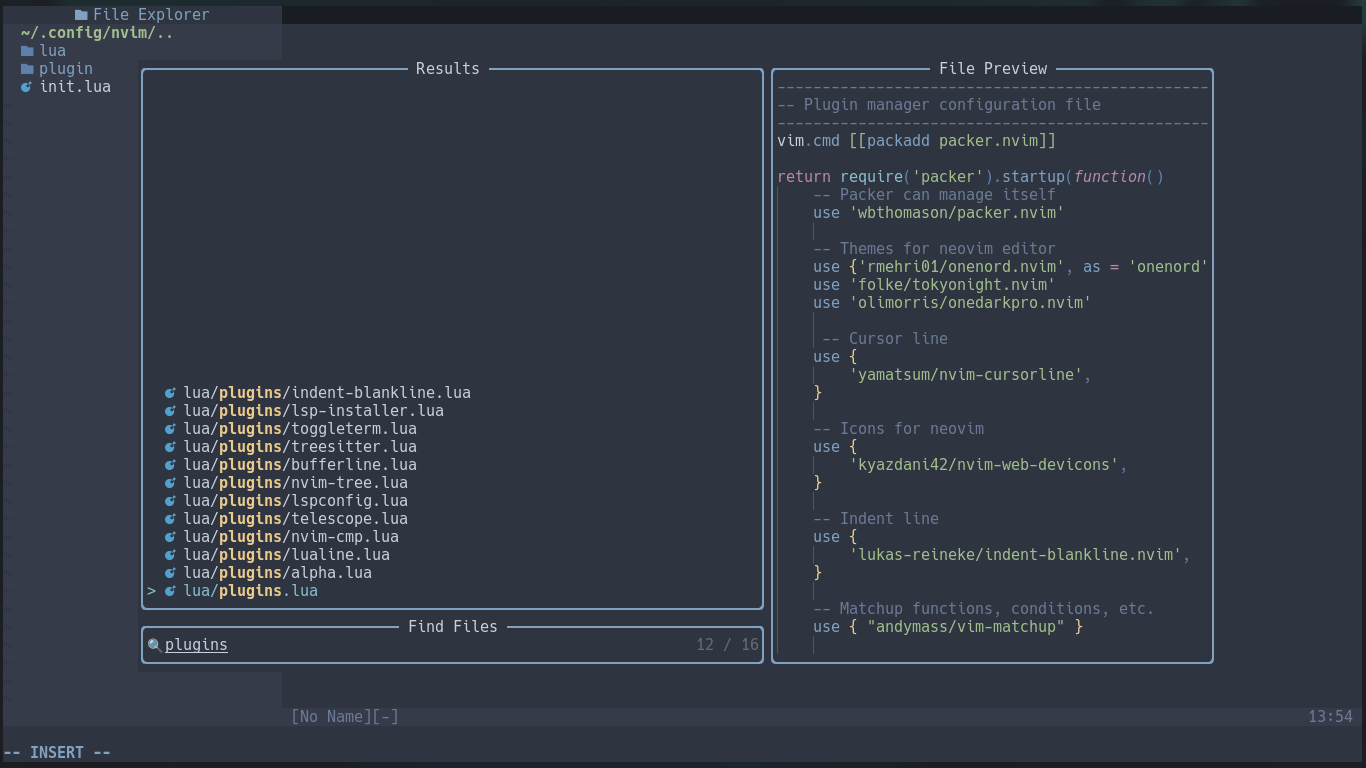 File Explorer
~/.config/nvim/..
lua
plugin
init.lua
Results
lua/plugins/indent-blankline.lua
lua/plugins/lsp-installer.lua
lua/plugins/toggleterm.lua
lua/plugins/treesitter.lua
lua/plugins/bufferline.lua
lua/plugins/nvim-tree.lua
lua/plugins/lspconfig.lua
lua/plugins/telescope.lua
lua/plugins/nvim-cmp.lua
lua/plugins/lualine.lua
lua/plugins/alpha.lua
> lua/plugins.lua
Find Files
plugins 12 / 16
File Preview
------------------------------------------------
-- Plugin manager configuration file
------------------------------------------------
vim.cmd [[packadd packer.nvim]]
return require('packer').startup(function()
-- Packer can manage itself
use 'wbthomason/packer.nvim'
-- Themes for neovim editor
use {'rmehri01/onenord.nvim', as = 'onenord'
use 'folke/tokyonight.nvim'
use 'olimorris/onedarkpro.nvim'
-- Cursor line
use {
'yamatsum/nvim-cursorline',
}
-- Icons for neovim
use {
'kyazdani42/nvim-web-devicons',
}
-- Indent line
use {
'lukas-reineke/indent-blankline.nvim',
}
-- Matchup functions, conditions, etc.
use { "andymass/vim-matchup" }
[No Name][-] 13:54
-- INSERT --